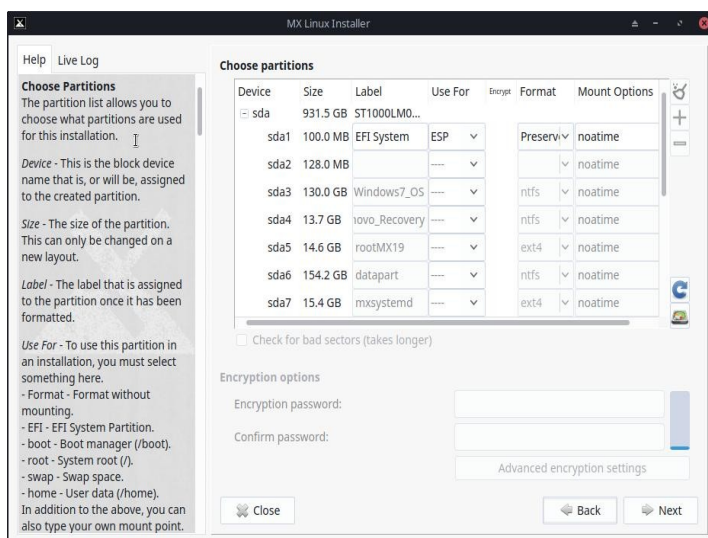 MX Linux Installer
Help Live Log
Choose Partitions
The partition list allows you to
choose what partitions are used
for this installation.
Device - This is the block device
name that is, or will be, assigned
to the created partition.
Size - The size of the partition.
This can only be changed on a
new layout.
Label - The label that is assigned
to the partition once it has been
formatted.
Use For - To use this partition in
an installation, you must select
something here.
- Format - Format without
mounting.
- EFI - EFI System Partition.
- boot - Boot manager (/boot).
- root - System root (/).
- swap - Swap space.
- home - User data (/home).
In addition to the above, you can
also type your own mount point.
Choose partitions
Device Size Label Use For Encrypt Format Mount Options
sda 931.5 GB ST1000LM0...
sda1 100.0 MB EFI System ESP Preserv noatime
sda2 128.0 MB ---- noatime
sda3 130.0 GB Windows7_OS ---- ntfs noatime
sda4 13.7 GB novo_Recovery ---- ntfs noatime
sda5 14.6 GB rootMX19 ---- ext4 noatime
sda6 154.2 GB datapart ---- ntfs noatime
sda7 15.4 GB mxsystemd ---- ext4 noatime
Check for bad sectors (takes longer)
Encryption options
Encryption password:
Confirm password:
Advanced encryption settings
Close Back Next